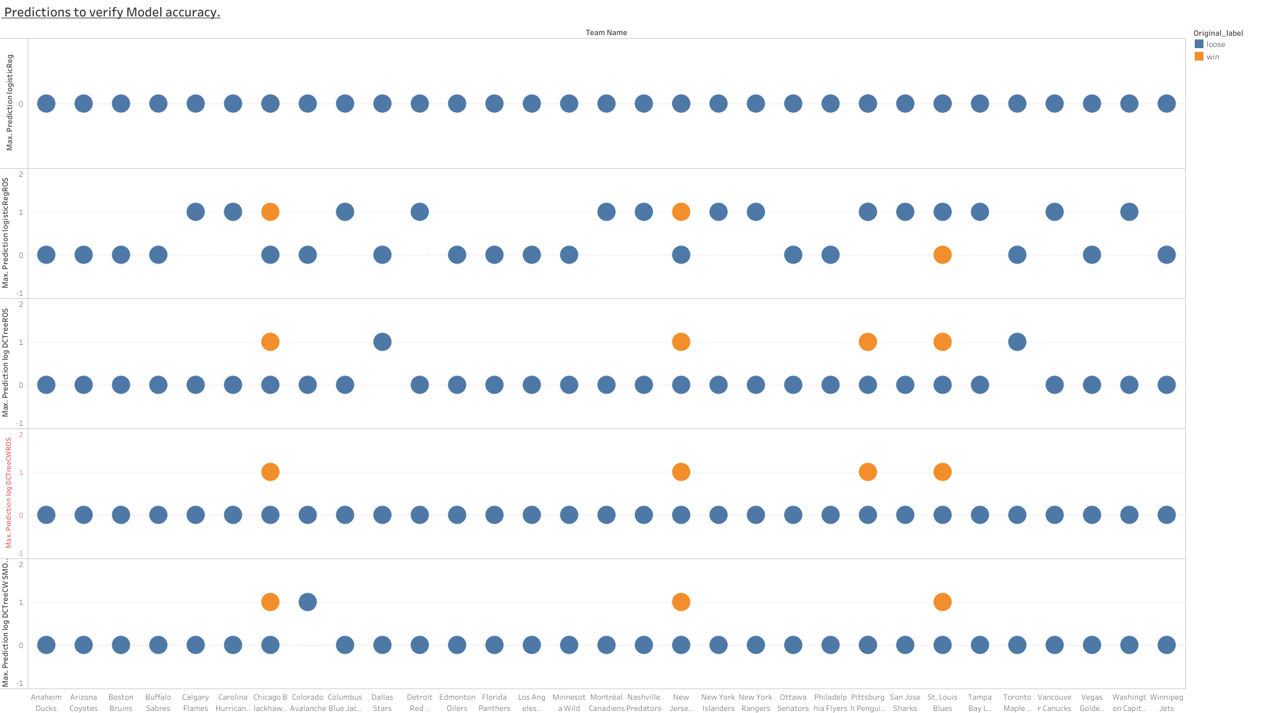 Predictions to verify Model accuracy.
Team Name
Original_label
loose
win
Max. Prediction logisticReg
0
Max. Prediction logisticRegROS
2
1
0
-1
Max. Prediction log DCTreeROS
2
1
0
-1
Max. Prediction log DCTreeCWROS
2
1
0
-1
Max. Prediction log DCTreeCW SMO..
2
1
0
-1
Anaheim Arizona Boston Buffalo Calgary Carolina Chicago B Colorado Columbus Dallas Detroit Edmonton Florida Los Ang Minnesot Montréal Nashville New New York New York Ottawa Philadelp Pittsburg San Jose St. Louis Tampa Toronto Vancouve Vegas Washingt Winnipeg
Ducks Coyotes Bruins Sabres Flames Hurrican.. lackhaw.. Avalanche Blue Jac.. Stars Red .. Oilers Panthers eles.. a Wild Canadiens Predators Jerse.. Islanders Rangers Senators hia Flyers h Pengui.. Sharks Blues Bay L.. Maple .. r Canucks Golde.. on Capit.. Jets